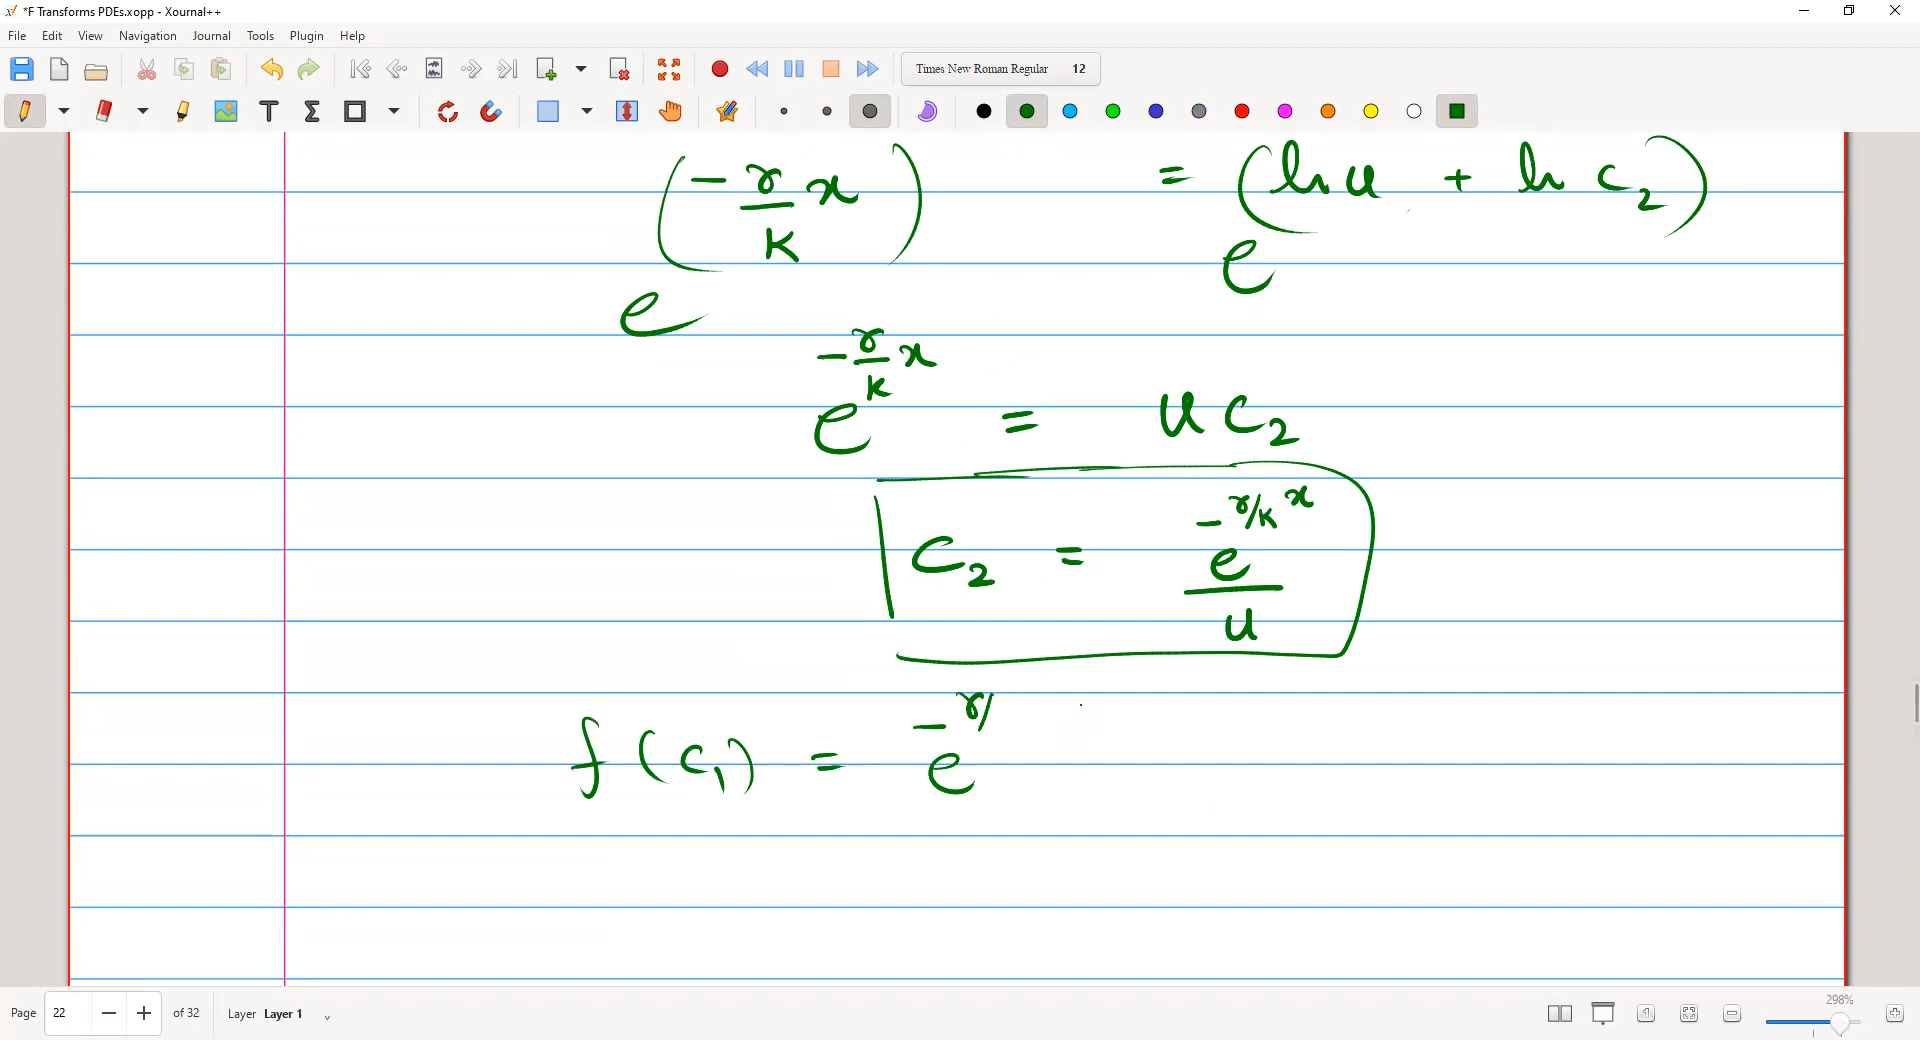 *F Transforms PDEs.xopp - Xournal++
File Edit View Navigation Journal Tools Plugin Help
Times New Roman Regular 12
e^(-γ/k x) = e^(ln u + ln c₂)
e^(-γ/k x) = u c₂
c₂ = e^(-γ/k x) / u
f(c₁) = e^(-γ/
Page 22 of 32 Layer Layer 1 298%